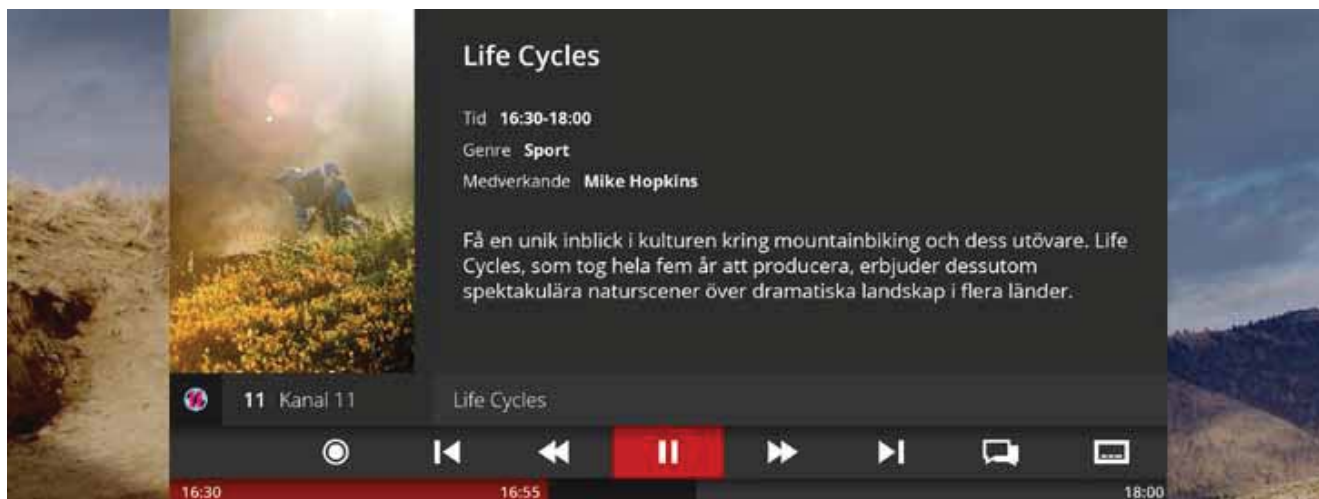 Life Cycles
Tid 16:30-18:00
Genre Sport
Medverkande Mike Hopkins
Få en unik inblick i kulturen kring mountainbiking och dess utövare. Life
Cycles, som tog hela fem år att producera, erbjuder dessutom
spektakulära naturscener över dramatiska landskap i flera länder.
11 Kanal 11 Life Cycles
16:30 16:55 18:00